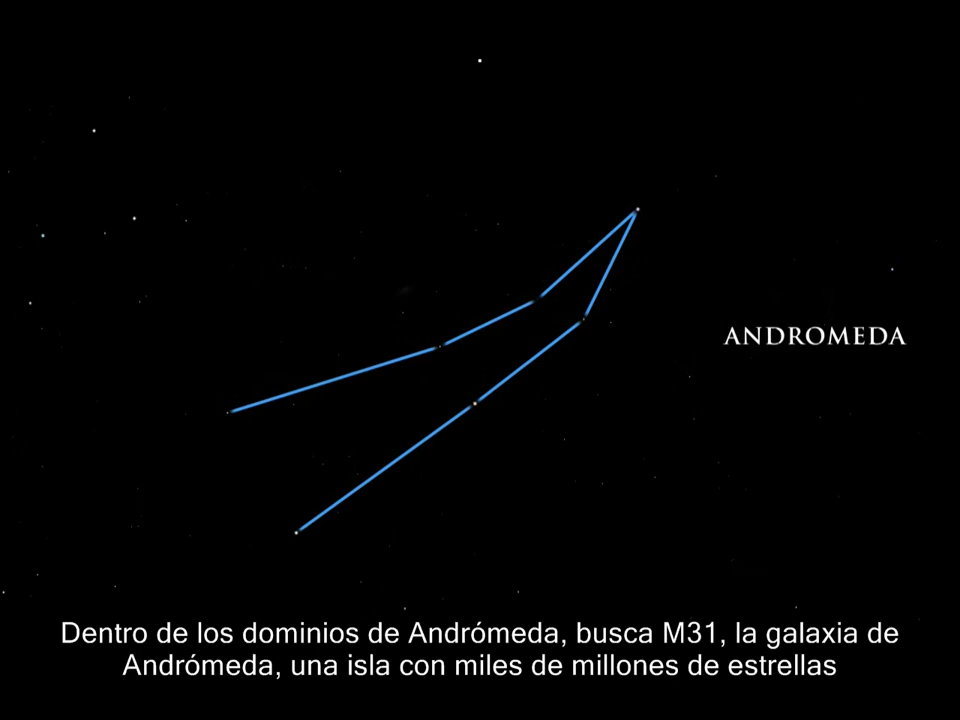 ANDROMEDA
Dentro de los dominios de Andrómeda, busca M31, la galaxia de
Andrómeda, una isla con miles de millones de estrellas